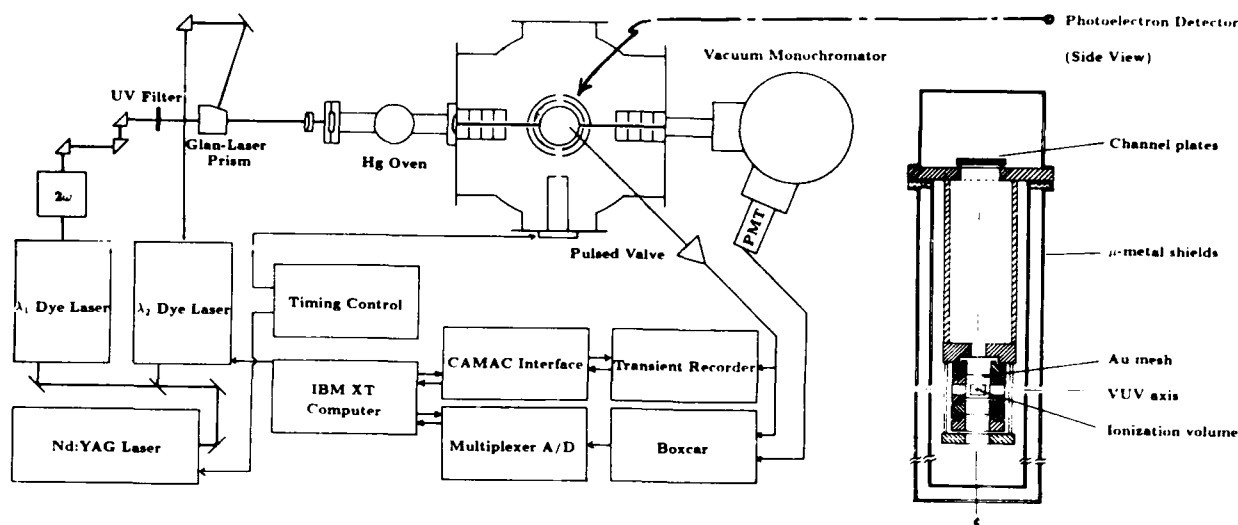 Photoelectron Detector
(Side View)
Vacuum Monochromator
UV Filter
Glan-Laser
Prism
Hg Oven
Channel plates
2ω
PMT
Pulsed Valve
μ-metal shields
λ₁ Dye Laser
λ₂ Dye Laser
Timing Control
CAMAC Interface
Transient Recorder
Au mesh
IBM XT
Computer
VUV axis
Ionization volume
Nd:YAG Laser
Multiplexer A/D
Boxcar